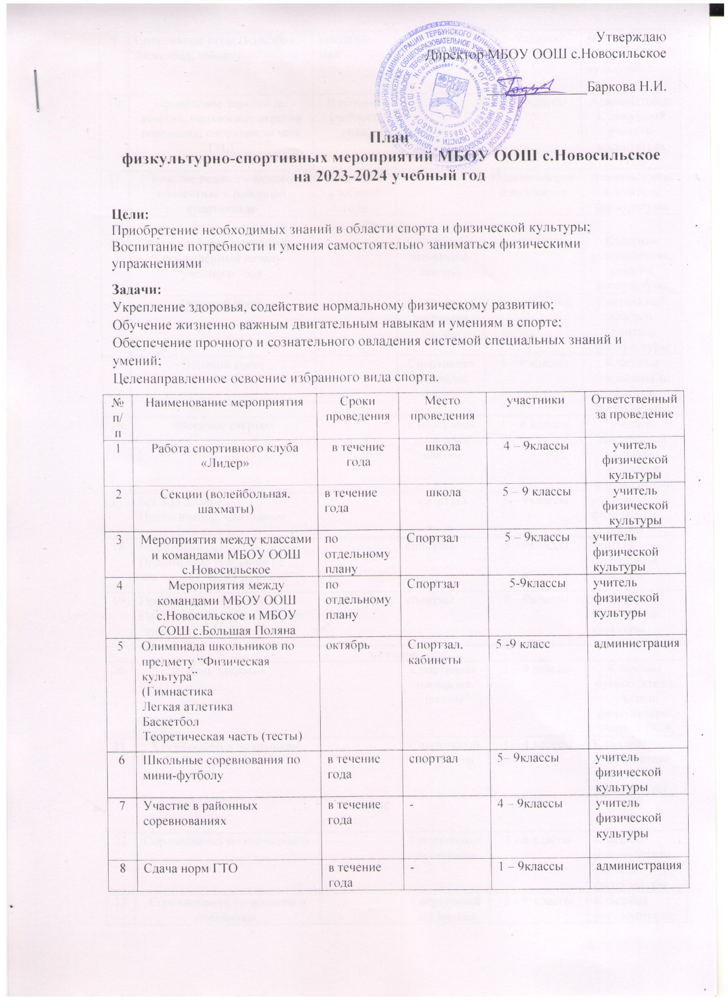 Утверждаю
Директор МБОУ ООШ с.Новосильское
Баркова Н.И.
План
физкультурно-спортивных мероприятий МБОУ ООШ с.Новосильское
на 2023-2024 учебный год
Цели:
Приобретение необходимых знаний в области спорта и физической культуры;
Воспитание потребности и умения самостоятельно заниматься физическими
упражнениями
Задачи:
Укрепление здоровья, содействие нормальному физическому развитию;
Обучение жизненно важным двигательным навыкам и умениям в спорте;
Обеспечение прочного и сознательного овладения системой специальных знаний и
умений;
Целенаправленное освоение избранного вида спорта.
№ Наименование мероприятия Сроки Место участники Ответственный
п/ проведения проведения за проведение
п
1 Работа спортивного клуба в течение школа 4 – 9классы учитель
«Лидер» года физической
культуры
2 Секции (волейбольная, в течение школа 5 – 9 классы учитель
шахматы) года физической
культуры
3 Мероприятия между классами по Спортзал 5 – 9классы учитель
и командами МБОУ ООШ отдельному физической
с.Новосильское плану культуры
4 Мероприятия между по Спортзал 5-9классы учитель
командами МБОУ ООШ отдельному физической
с.Новосильское и МБОУ плану культуры
СОШ с.Большая Поляна
5 Олимпиада школьников по октябрь Спортзал, 5 -9 класс администрация
предмету “Физическая кабинеты
культура”
(Гимнастика
Легкая атлетика
Баскетбол
Теоретическая часть (тесты)
6 Школьные соревнования по в течение спортзал 5– 9классы учитель
мини-футболу года физической
культуры
7 Участие в районных в течение - 4 – 9классы учитель
соревнованиях года физической
культуры
8 Сдача норм ГТО в течение - 1 – 9классы администрация
года